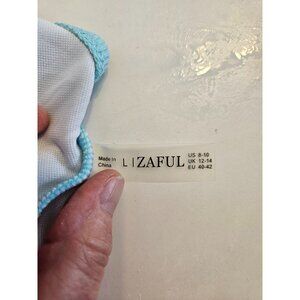 Made In
China
L | ZAFUL
US 8-10
UK 12-14
EU 40-42